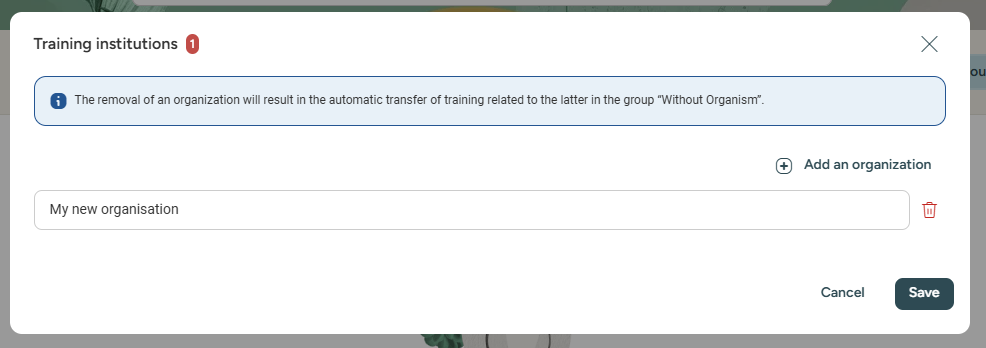 Training institutions 1
The removal of an organization will result in the automatic transfer of training related to the latter in the group “Without Organism”.
Add an organization
My new organisation
Cancel Save